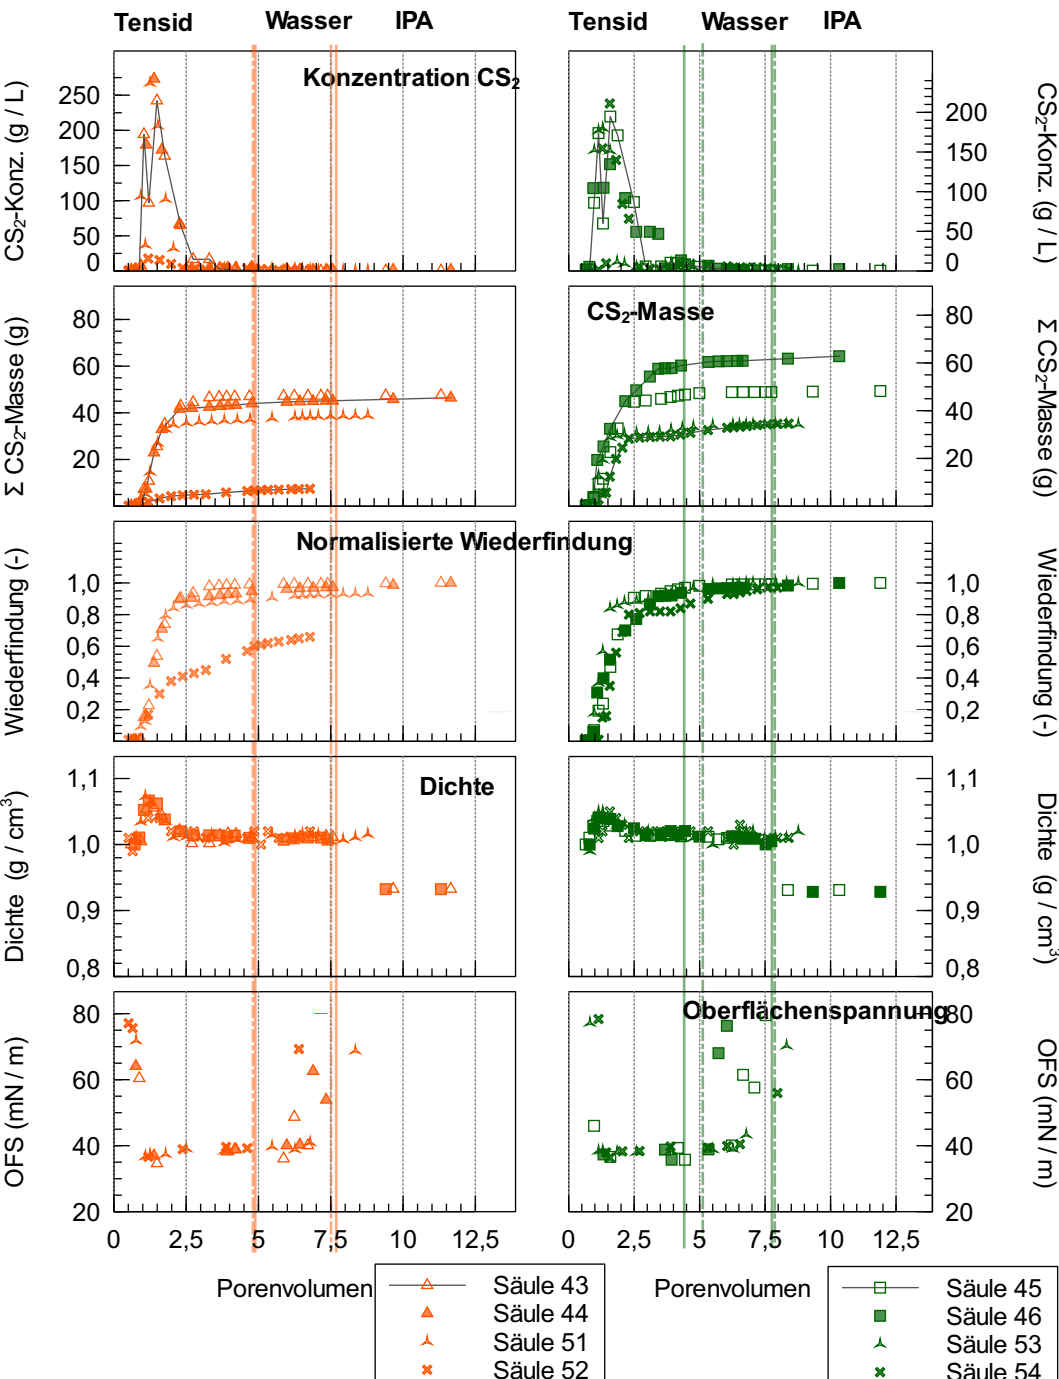 Tensid Wasser IPA Tensid Wasser IPA
Konzentration CS₂
CS₂-Konz. (g / L)
250
200
150
100
50
0
200
150
100
50
0
CS₂-Konz. (g / L)
CS₂-Masse
Σ CS₂-Masse (g)
80
60
40
20
80
60
40
20
Σ CS₂-Masse (g)
Normalisierte Wiederfindung
Wiederfindung (-)
1.0
0.8
0.6
0,4
0,2
1.0
0.8
0.6
0,4
0,2
Wiederfindung (-)
Dichte
Dichte (g / cm³)
1,1
1,0
0,9
0,8
1,1
1,0
0,9
0,8
Dichte (g / cm³)
Oberflächenspannung
OFS (mN / m)
80
60
40
20
80
60
40
20
OFS (mN / m)
0 2,5 5 7,5 10 12,5 0 2,5 5 7,5 10 12,5
Porenvolumen Porenvolumen
Säule 43
Säule 44
Säule 51
Säule 52
Säule 45
Säule 46
Säule 53
Säule 54